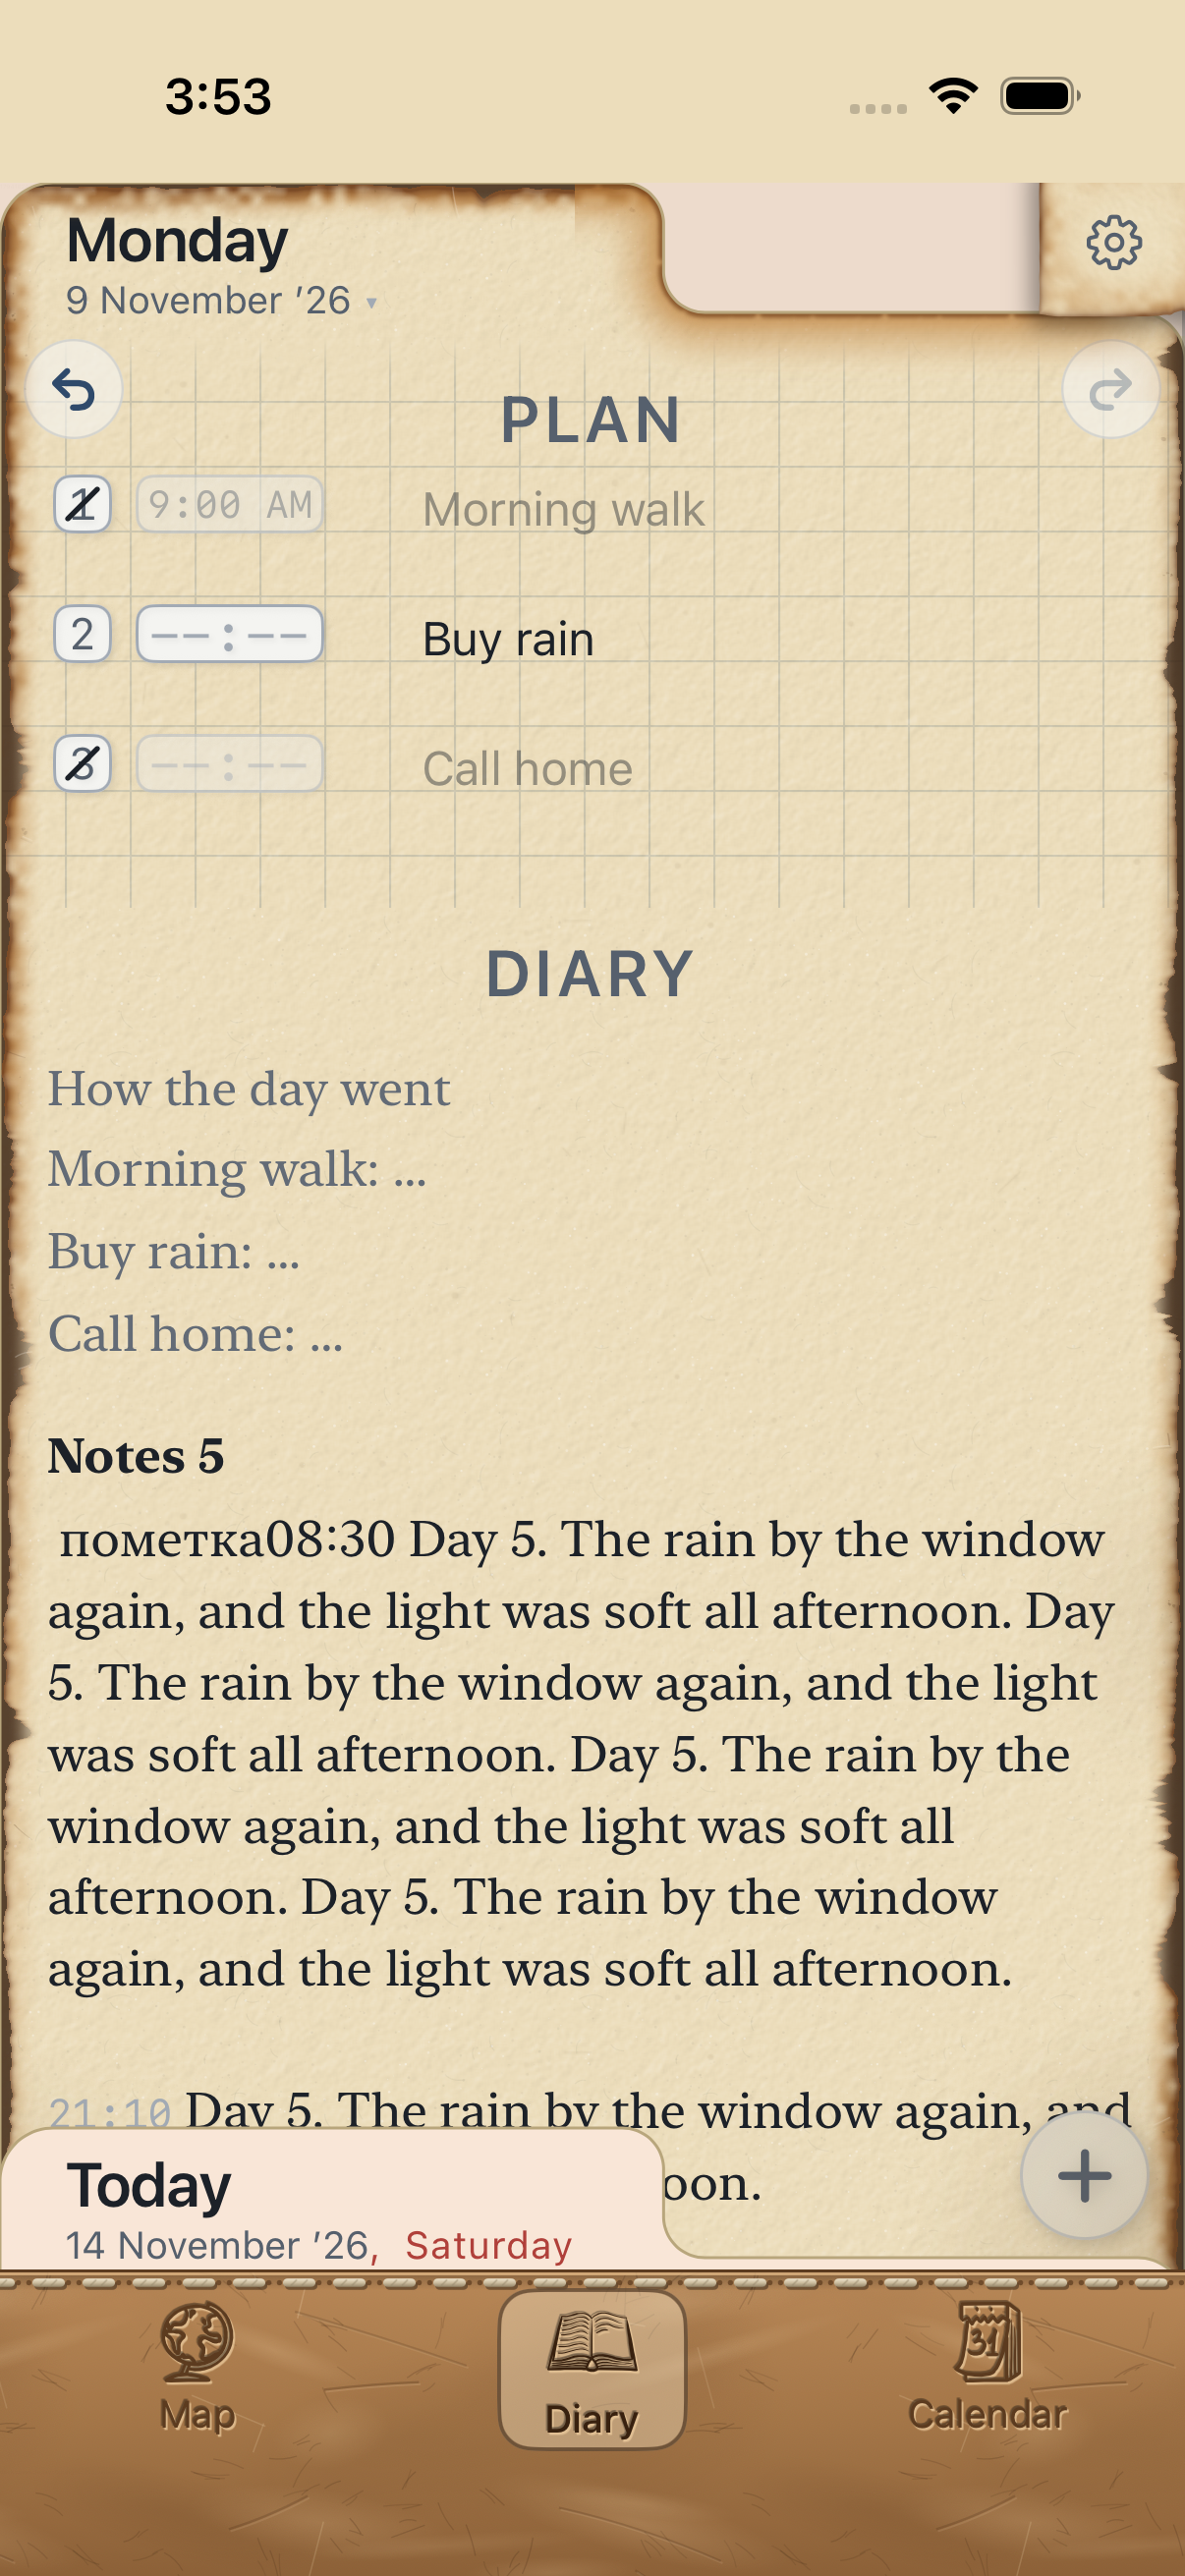 3:53
Monday
9 November ’26 ▾
PLAN
1 9:00 AM Morning walk
2 --:-- Buy rain
3 --:-- Call home
DIARY
How the day went
Morning walk: ...
Buy rain: ...
Call home: ...
Notes 5
пометка08:30 Day 5. The rain by the window
again, and the light was soft all afternoon. Day
5. The rain by the window again, and the light
was soft all afternoon. Day 5. The rain by the
window again, and the light was soft all
afternoon. Day 5. The rain by the window
again, and the light was soft all afternoon.
21:10 Day 5. The rain by the window again, and
oon.
Today
14 November ’26, Saturday
31
Map
Diary
Calendar